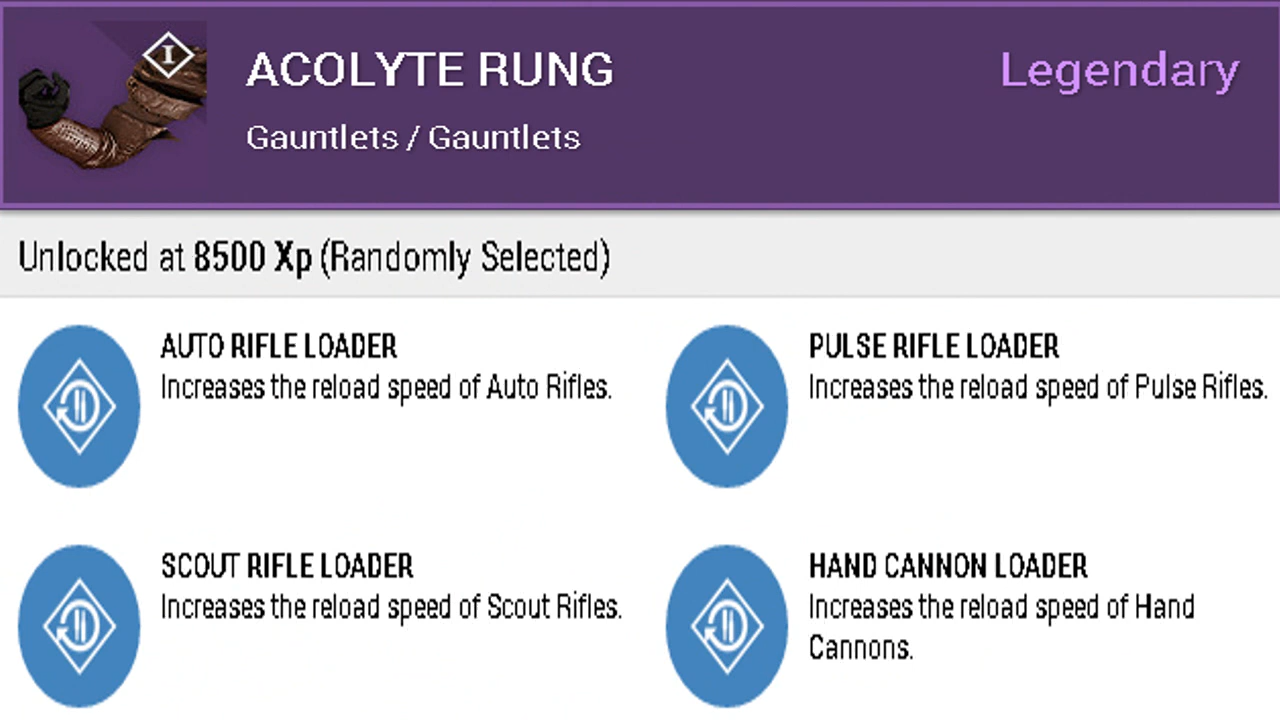 I
ACOLYTE RUNG
Legendary
Gauntlets / Gauntlets
Unlocked at 8500 Xp (Randomly Selected)
AUTO RIFLE LOADER
Increases the reload speed of Auto Rifles.
PULSE RIFLE LOADER
Increases the reload speed of Pulse Rifles.
SCOUT RIFLE LOADER
Increases the reload speed of Scout Rifles.
HAND CANNON LOADER
Increases the reload speed of Hand
Cannons.